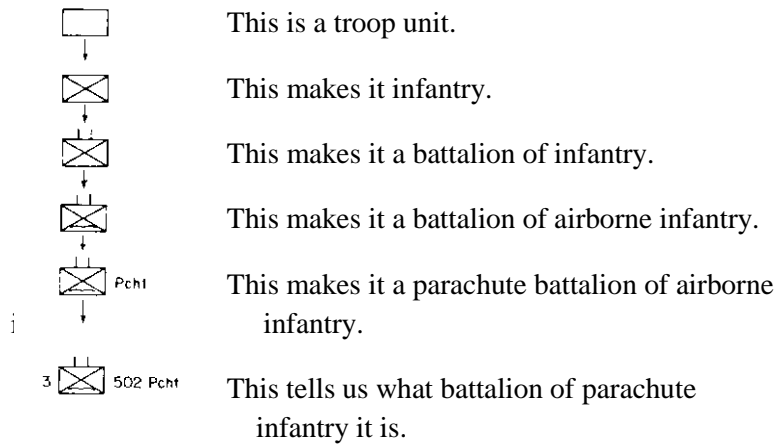 This is a troop unit.
This makes it infantry.
This makes it a battalion of infantry.
This makes it a battalion of airborne infantry.
Pcht This makes it a parachute battalion of airborne
infantry.
3 502 Pcht This tells us what battalion of parachute
infantry it is.